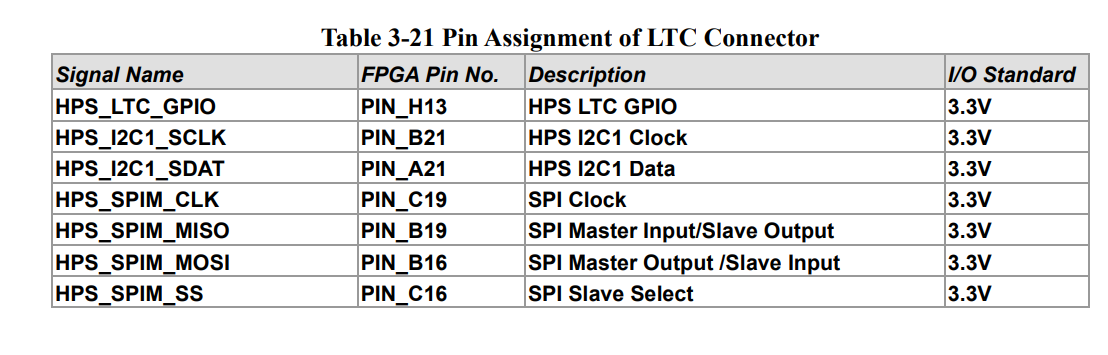 Table 3-21 Pin Assignment of LTC Connector
Signal Name FPGA Pin No. Description I/O Standard
HPS_LTC_GPIO PIN_H13 HPS LTC GPIO 3.3V
HPS_I2C1_SCLK PIN_B21 HPS I2C1 Clock 3.3V
HPS_I2C1_SDAT PIN_A21 HPS I2C1 Data 3.3V
HPS_SPIM_CLK PIN_C19 SPI Clock 3.3V
HPS_SPIM_MISO PIN_B19 SPI Master Input/Slave Output 3.3V
HPS_SPIM_MOSI PIN_B16 SPI Master Output /Slave Input 3.3V
HPS_SPIM_SS PIN_C16 SPI Slave Select 3.3V